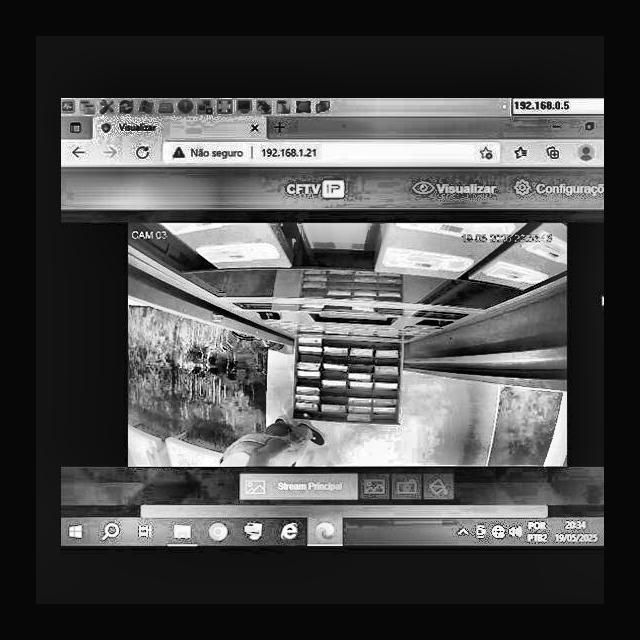 192.168.0.5
Visualizar
Não seguro | 192.168.1.21
CFTV IP
Visualizar
Configuraçõ
CAM 03
Stream Principal
POR
20:34
PTB2
19/05/2025